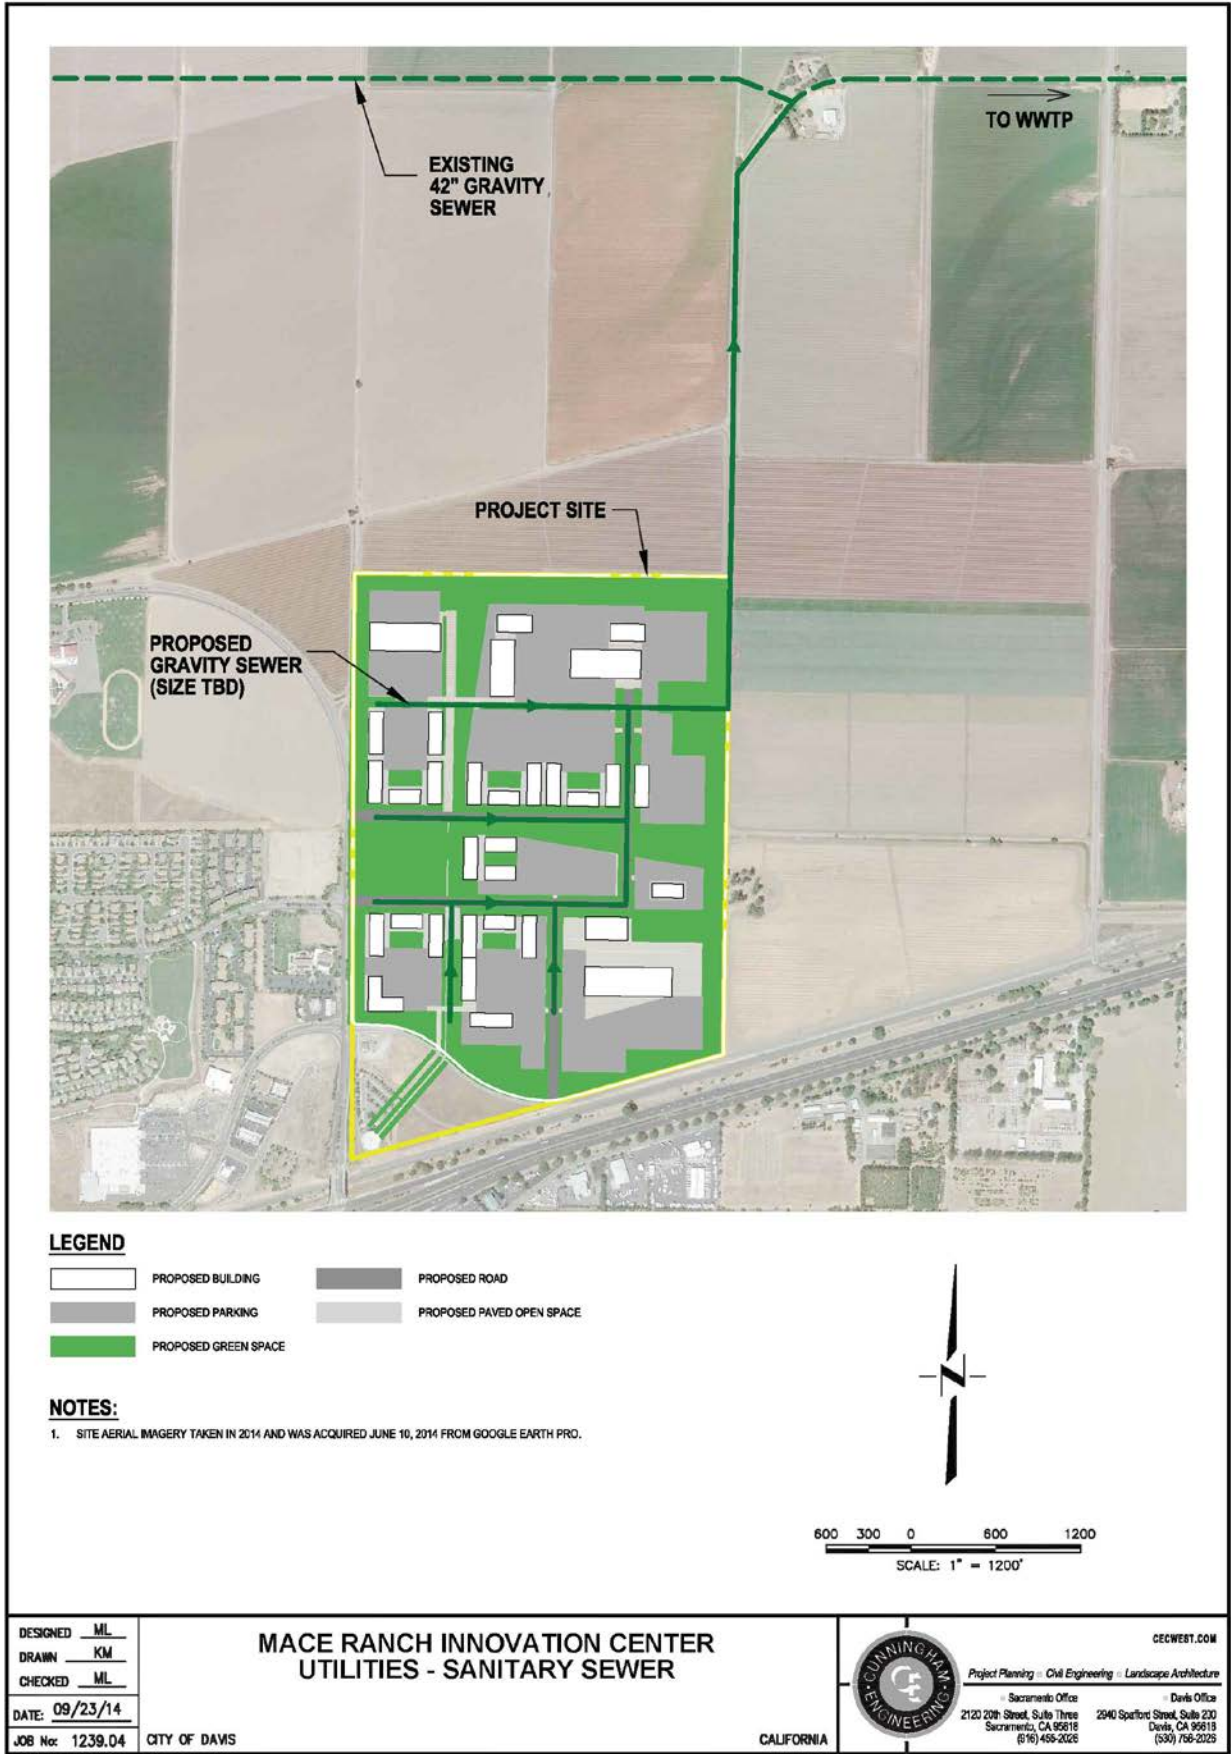 TO WWTP
EXISTING
42" GRAVITY
SEWER
PROJECT SITE
PROPOSED
GRAVITY SEWER
(SIZE TBD)
LEGEND
PROPOSED BUILDING
PROPOSED ROAD
PROPOSED PARKING
PROPOSED PAVED OPEN SPACE
PROPOSED GREEN SPACE
NOTES:
1. SITE AERIAL IMAGERY TAKEN IN 2014 AND WAS ACQUIRED JUNE 10, 2014 FROM GOOGLE EARTH PRO.
N
600 300 0 600 1200
SCALE: 1" = 1200'
DESIGNED ML
DRAWN KM
CHECKED ML
DATE: 09/23/14
JOB No: 1239.04
MACE RANCH INNOVATION CENTER
UTILITIES - SANITARY SEWER
CITY OF DAVIS
CALIFORNIA
CUNNINGHAM
ENGINEERING
CECWEST.COM
Project Planning Civil Engineering Landscape Architecture
Sacramento Office
2120 20th Street, Suite Three
Sacramento, CA 95818
(916) 455-2026
Davis Office
2940 Spafford Street, Suite 200
Davis, CA 95618
(530) 758-2026